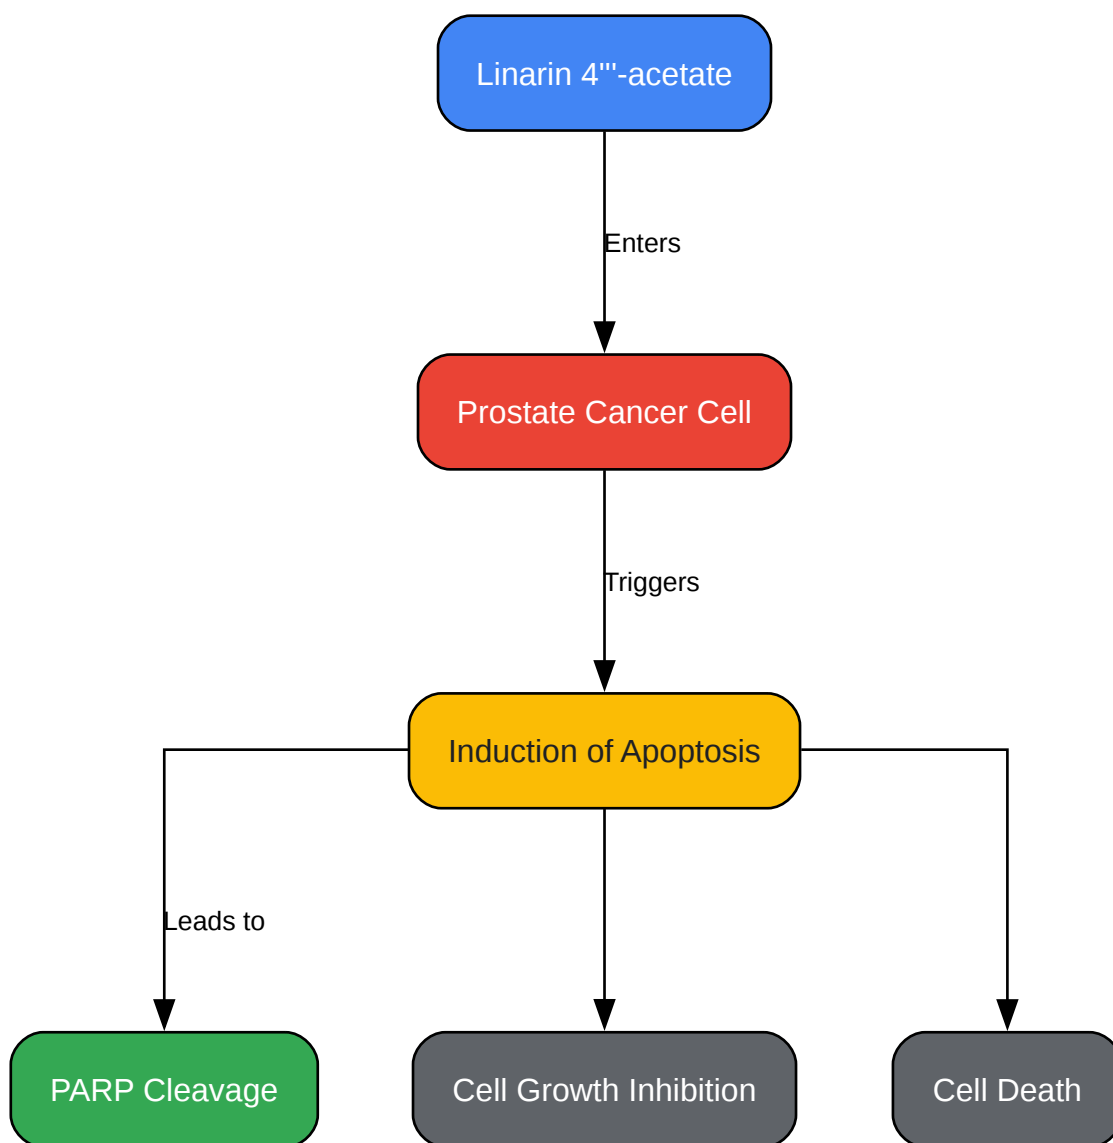 Linarin 4'''-acetate
Enters
Prostate Cancer Cell
Triggers
Induction of Apoptosis
Leads to
PARP Cleavage
Cell Growth Inhibition
Cell Death